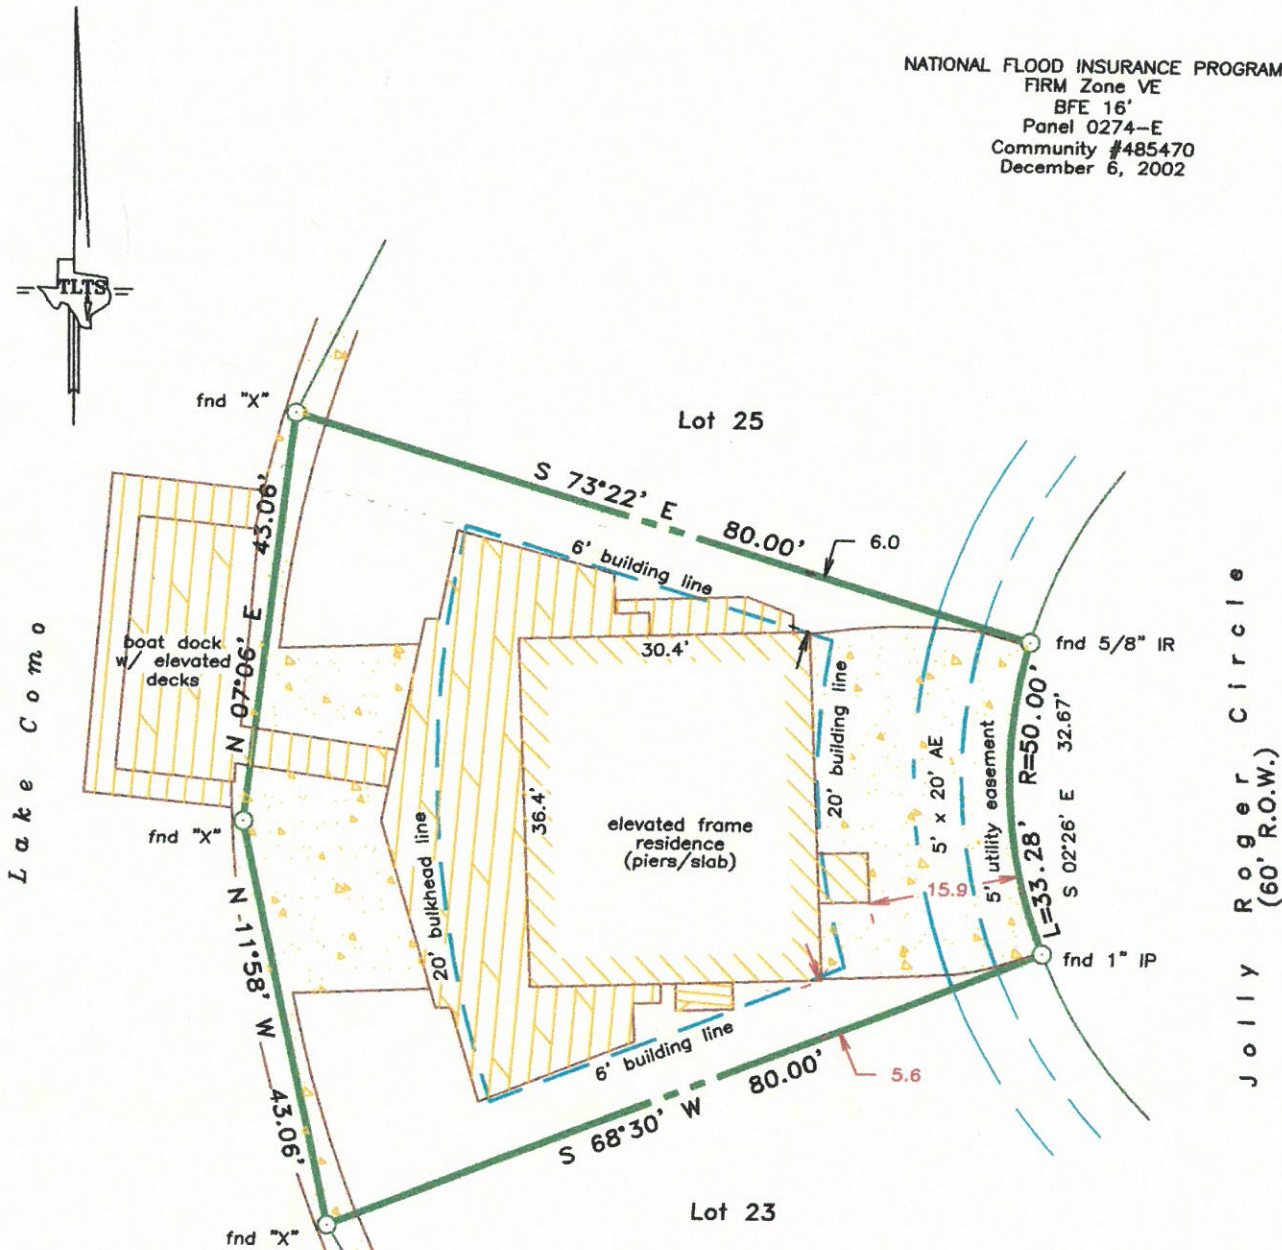 NATIONAL FLOOD INSURANCE PROGRAM
FIRM Zone VE
BFE 16'
Panel 0274-E
Community #485470
December 6, 2002
TLTS
fnd "X"
Lot 25
S 73°22' E 80.00'
6' building line
6.0
N 07°06' E 43.06'
boat dock
w/ elevated
decks
Lake Como
30.4'
36.4'
elevated frame
residence
(piers/slab)
20' building line
20' bulkhead line
5' x 20' AE
5' utility easement
L=33.28' R=50.00'
S 02°26' E 32.67'
fnd 5/8" IR
Jolly Roger Circle
(60' R.O.W.)
15.9
fnd "X"
fnd 1" IP
N 11°58' W 43.06'
6' building line
S 68°30' W 80.00'
5.6
Lot 23
fnd "X"